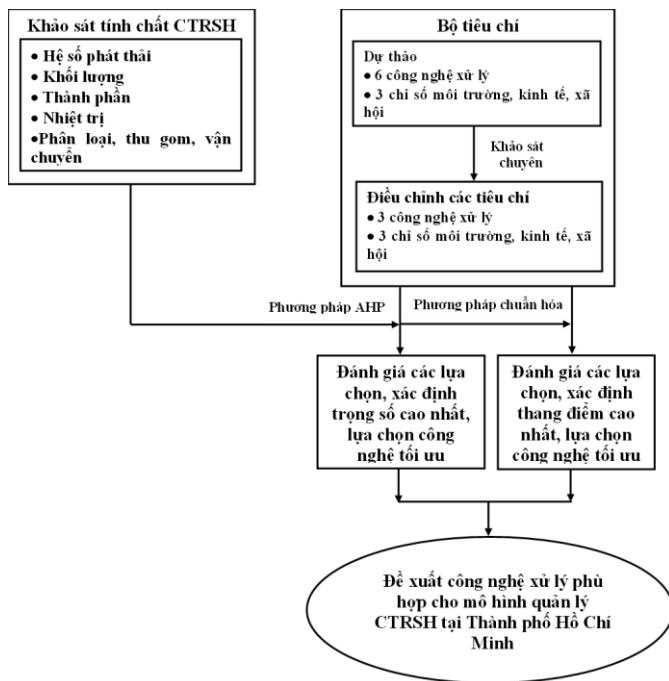 Khảo sát tính chất CTRSH
• Hệ số phát thải
• Khối lượng
• Thành phần
• Nhiệt trị
•Phân loại, thu gom, vận
chuyển
Bộ tiêu chí
Dự thảo
• 6 công nghệ xử lý
• 3 chỉ số môi trường, kinh tế, xã
hội
Khảo sát
chuyên
Điều chỉnh các tiêu chí
• 3 công nghệ xử lý
• 3 chỉ số môi trường, kinh tế, xã
hội
Phương pháp AHP
Phương pháp chuẩn hóa
Đánh giá các lựa
chọn, xác định
trọng số cao nhất,
lựa chọn công
nghệ tối ưu
Đánh giá các lựa
chọn, xác định
thang điểm cao
nhất, lựa chọn
công nghệ tối ưu
Đề xuất công nghệ xử lý phù
hợp cho mô hình quản lý
CTRSH tại Thành phố Hồ Chí
Minh